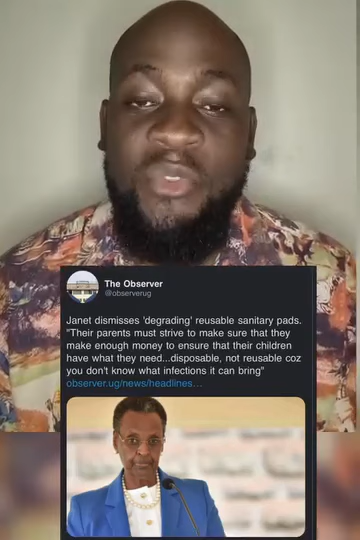 The Observer
@observerug
Janet dismisses 'degrading' reusable sanitary pads.
"Their parents must strive to make sure that they
make enough money to ensure that their children
have what they need...disposable, not reusable coz
you don't know what infections it can bring"
observer.ug/news/headlines...